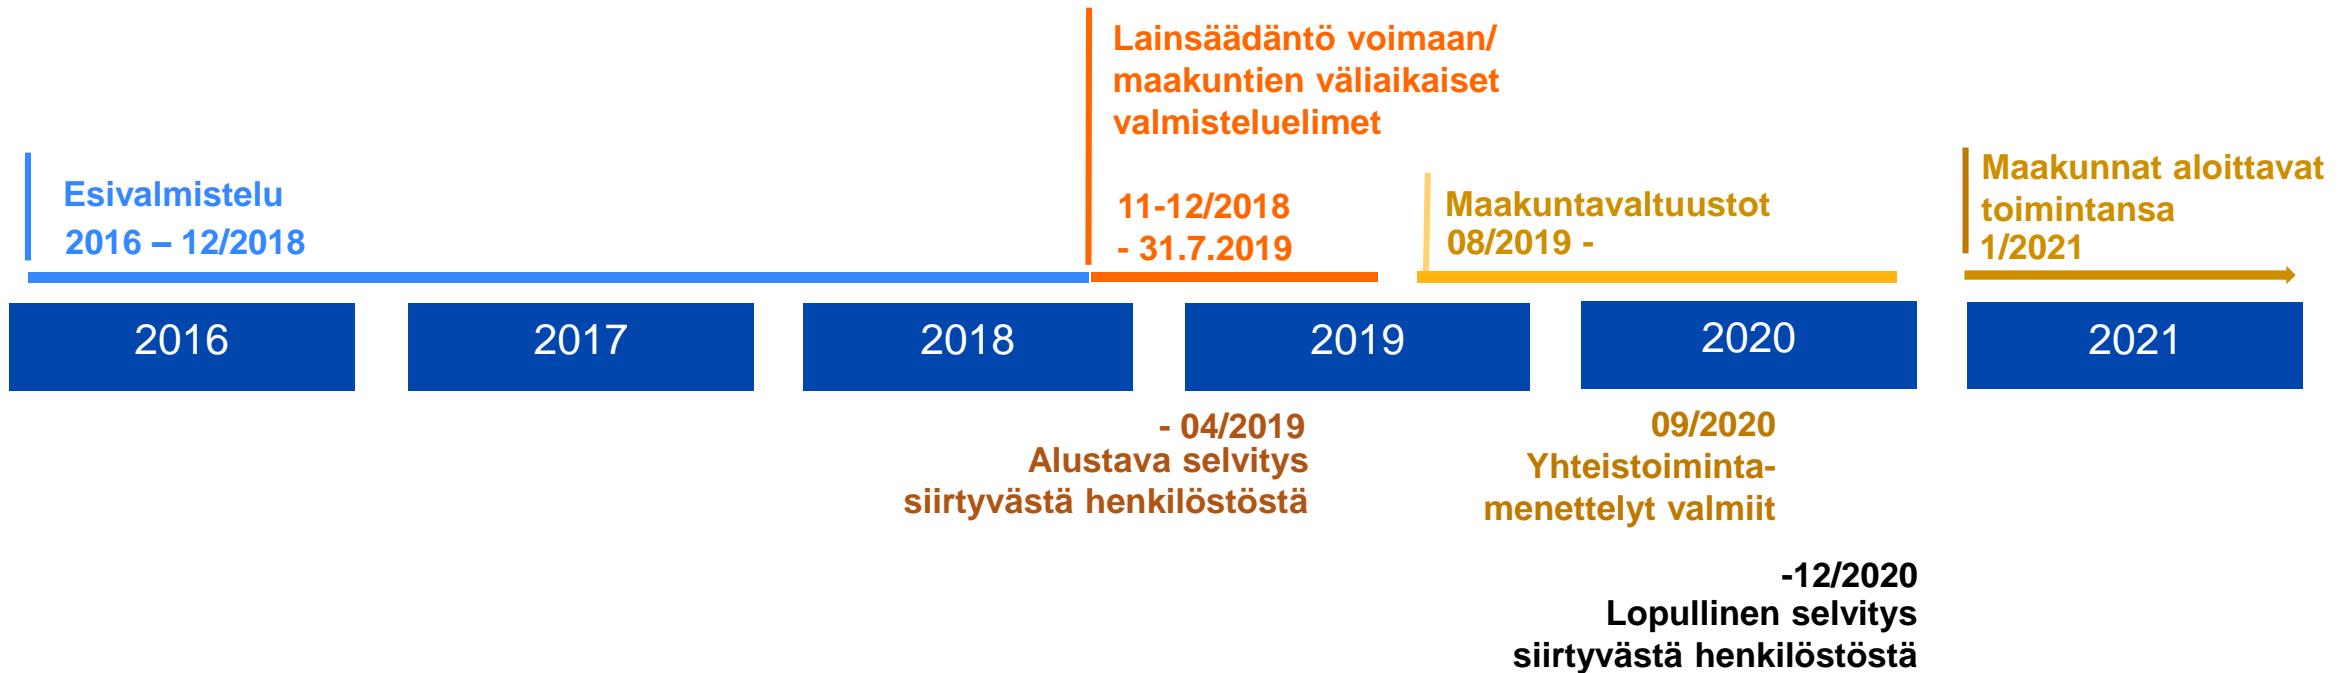 Lainsäädäntö voimaan/
maakuntien väliaikaiset
valmisteluelimet
11-12/2018
- 31.7.2019
Esivalmistelu
2016 – 12/2018
Maakuntavaltuustot
08/2019 -
Maakunnat aloittavat
toimintansa
1/2021
2016
2017
2018
2019
2020
2021
- 04/2019
Alustava selvitys
siirtyvästä henkilöstöstä
09/2020
Yhteistoiminta-
menettelyt valmiit
-12/2020
Lopullinen selvitys
siirtyvästä henkilöstöstä